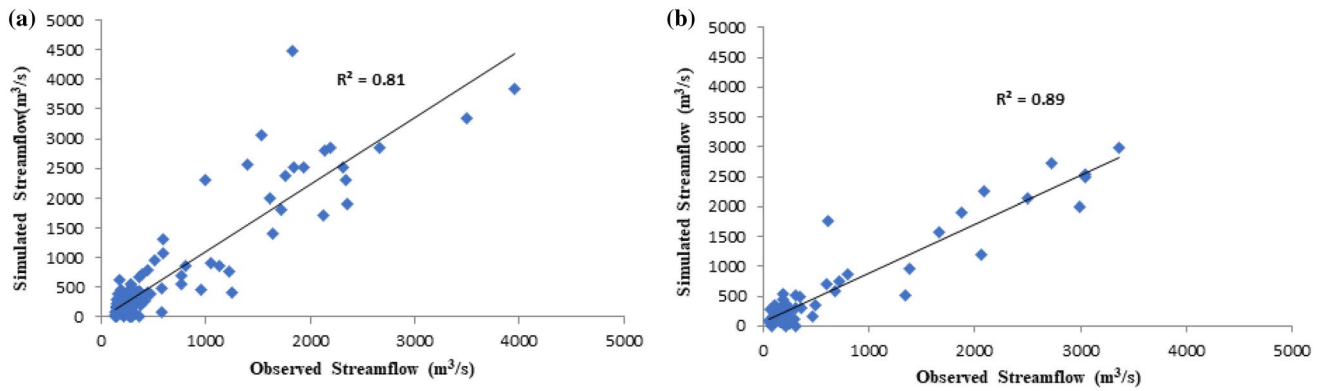 (a)
5000
4500
4000
3500
3000
2500
2000
1500
1000
500
0
Simulated Streamflow(m³/s)
R² = 0.81
0 1000 2000 3000 4000 5000
Observed Streamflow (m³/s)
(b)
5000
4500
4000
3500
3000
2500
2000
1500
1000
500
0
Simulated Streamflow (m³/s)
R² = 0.89
0 1000 2000 3000 4000 5000
Observed Streamflow (m³/s)